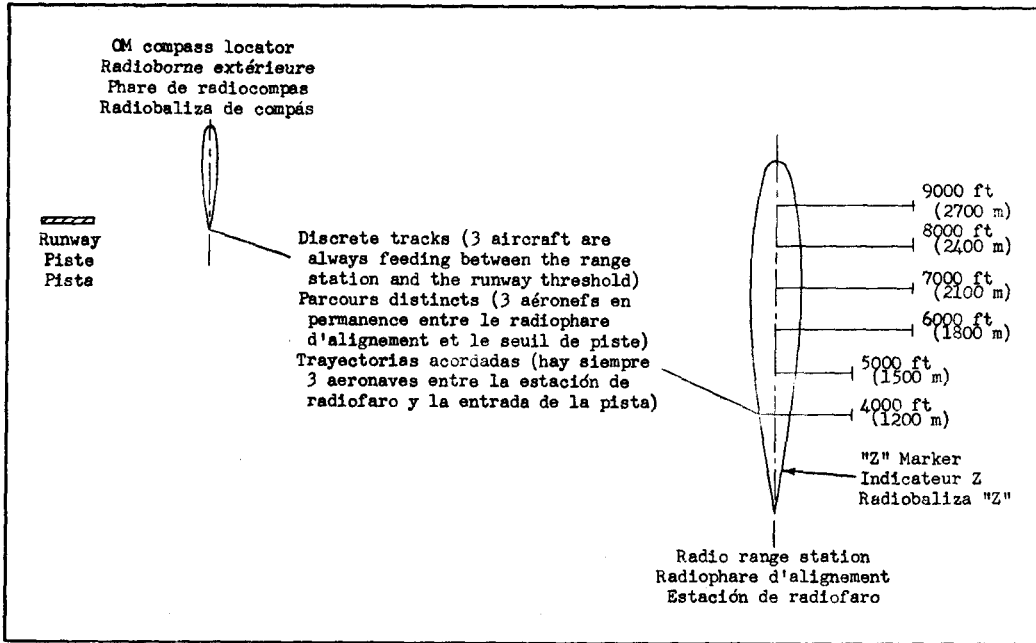 OM compass locator
Radioborne extérieure
Phare de radiocompas
Radiobaliza de compás
Runway
Piste
Pista
Discrete tracks (3 aircraft are
always feeding between the range
station and the runway threshold)
Parcours distincts (3 aéronefs en
permanence entre le radiophare
d'alignement et le seuil de piste)
Trayectorias acordadas (hay siempre
3 aeronaves entre la estación de
radiofaro y la entrada de la pista)
9000 ft
(2700 m)
8000 ft
(2400 m)
7000 ft
(2100 m)
6000 ft
(1800 m)
5000 ft
(1500 m)
4000 ft
(1200 m)
"Z" Marker
Indicateur Z
Radiobaliza "Z"
Radio range station
Radiophare d'alignement
Estación de radiofaro